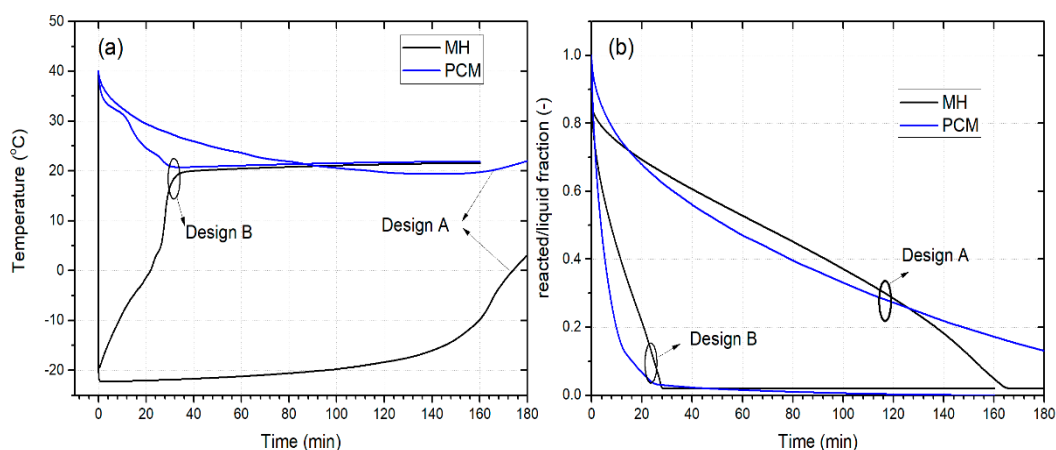 (a)
MH
PCM
Design B
Design A
50
40
30
20
10
0
-10
-20
0 20 40 60 80 100 120 140 160 180
Temperature (°C)
Time (min)
(b)
MH
PCM
Design A
Design B
1.0
0.8
0.6
0.4
0.2
0.0
0 20 40 60 80 100 120 140 160 180
reacted/liquid fraction (-)
Time (min)